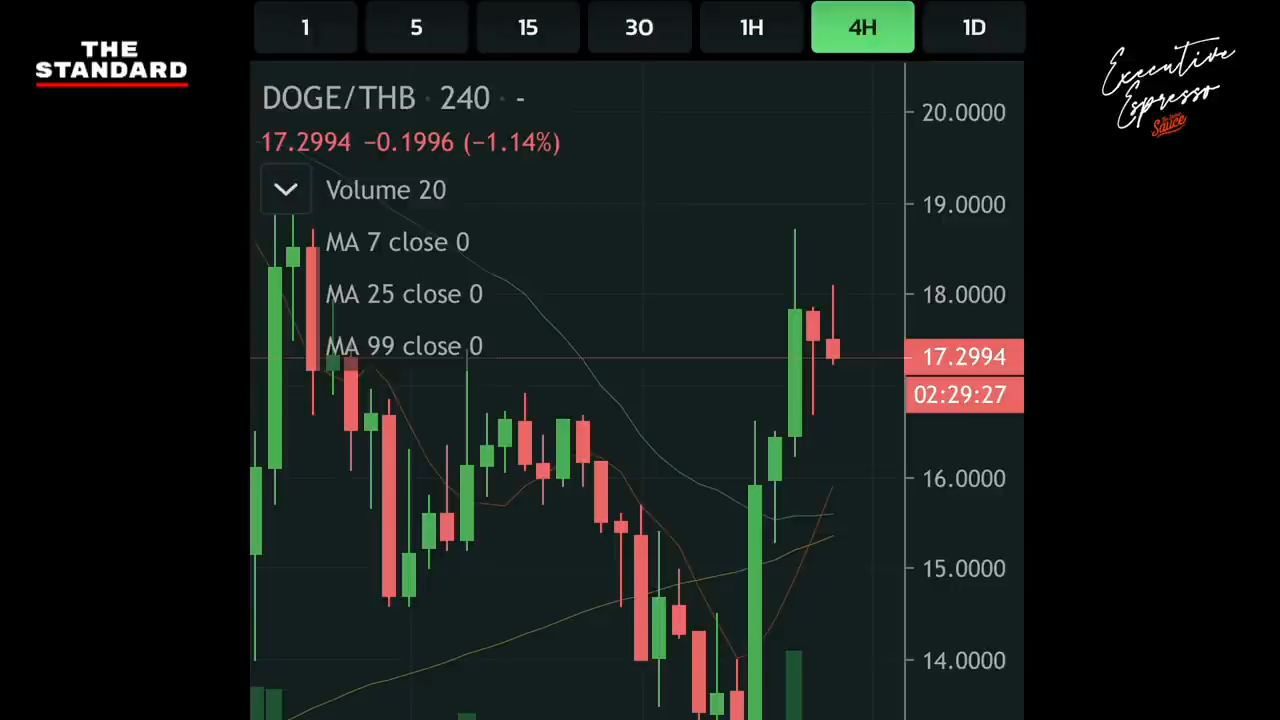 1 5 15 30 1H 4H 1D
THE
STANDARD
Executive
Espresso
Sauce
DOGE/THB · 240 · -
17.2994 −0.1996 (−1.14%)
Volume 20
MA 7 close 0
MA 25 close 0
MA 99 close 0
20.0000
19.0000
18.0000
17.2994
02:29:27
16.0000
15.0000
14.0000